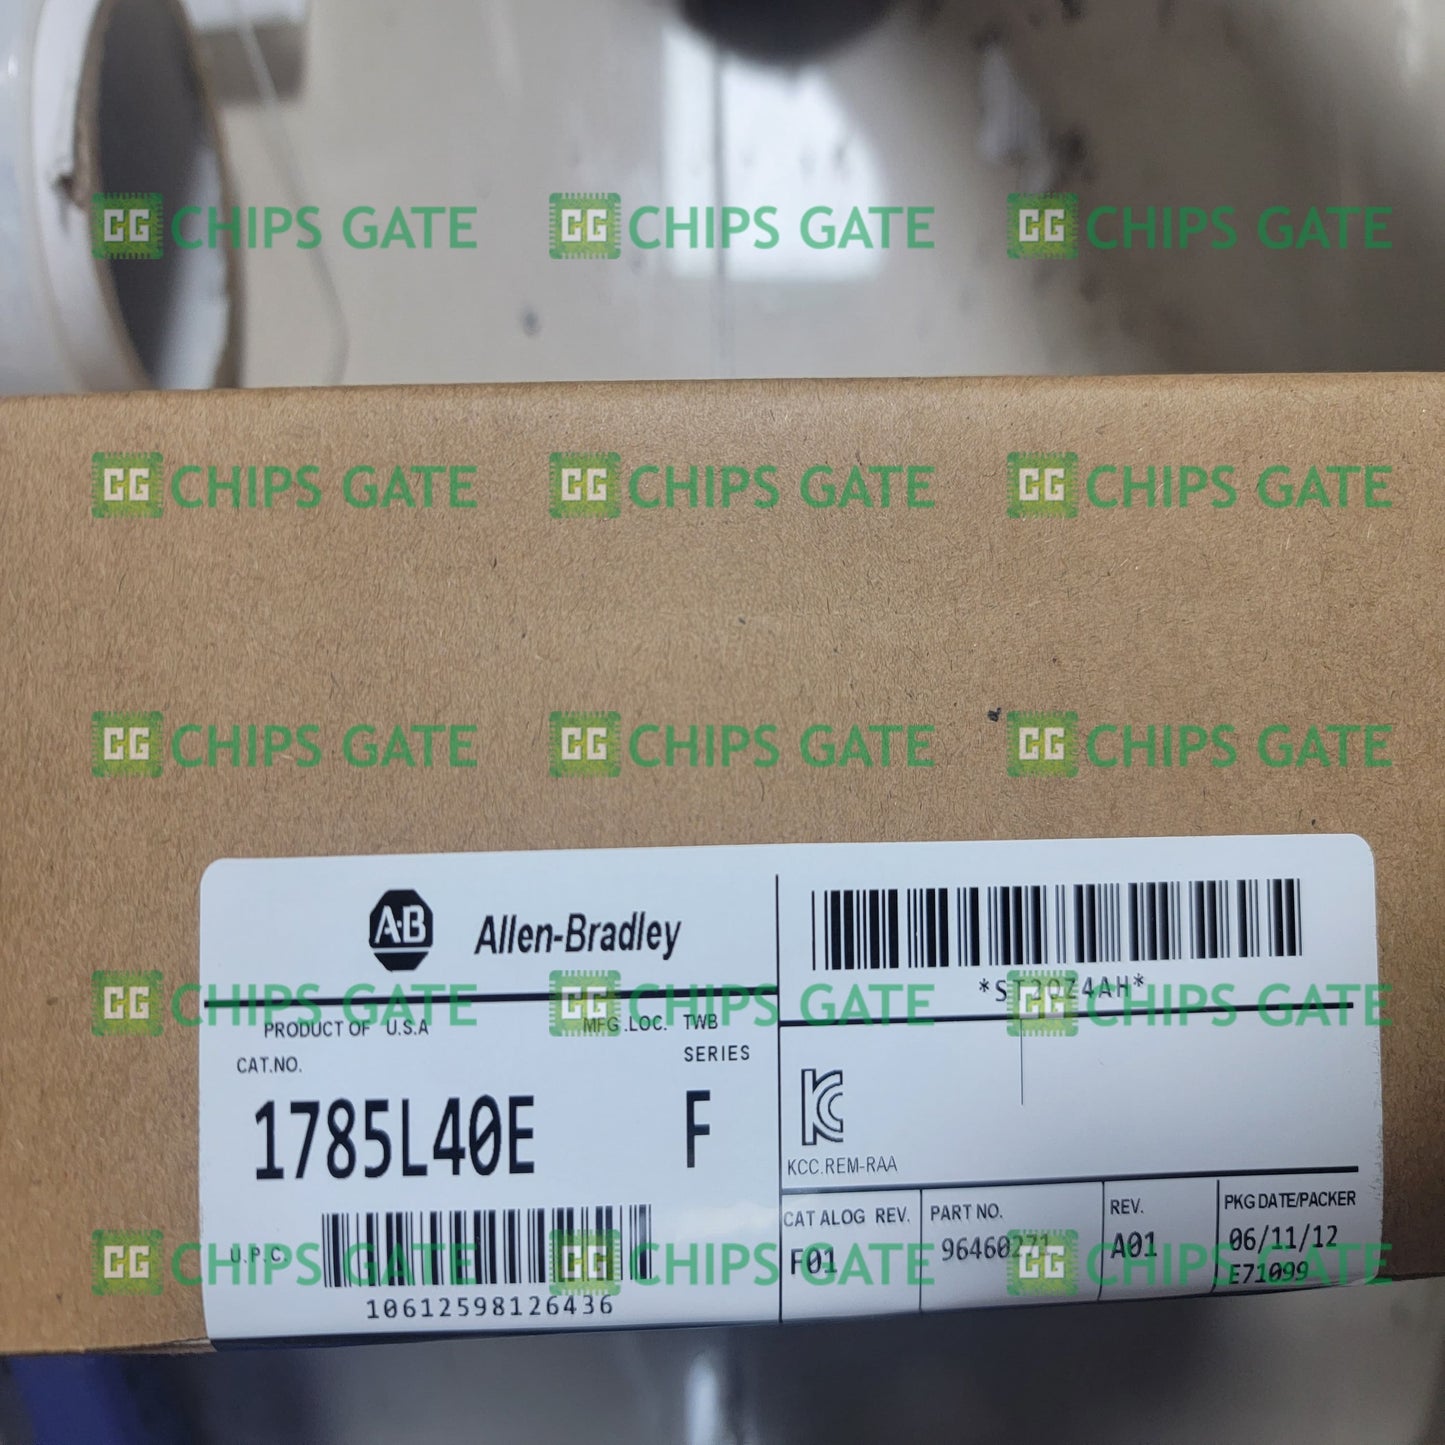 CG CHIPS GATE CG CHIPS GATE CG CHIPS GATE
CG CHIPS GATE CG CHIPS GATE CG CHIPS GATE
CG CHIPS GATE CG CHIPS GATE CG CHIPS GATE
A·B Allen-Bradley
CG CHIPS GATE CG CHIPS GATE CG CHIPS GATE
PRODUCT OF U.S.A MFG.LOC. TWB
CAT.NO. SERIES
1785L40E F
U.P.C.
10612598126436
KCC.REM-RAA
CATALOG REV. PART NO. REV. PKG DATE/PACKER
F01 96460271 A01 06/11/12
E71099
CG CHIPS GATE CG CHIPS GATE CG CHIPS GATE